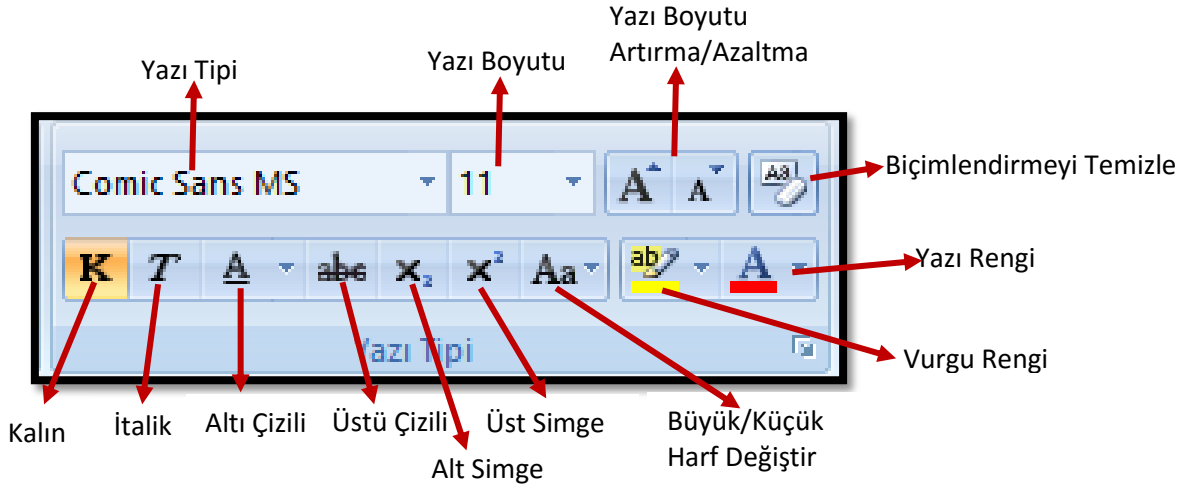 Yazı Boyutu
Artırma/Azaltma
Yazı Tipi
Yazı Boyutu
Comic Sans MS
11
A A
Aa
Biçimlendirmeyi Temizle
K T A abc x₂ x² Aa ab A
Yazı Rengi
Yazı Tipi
Vurgu Rengi
Kalın
İtalik
Altı Çizili
Üstü Çizili
Üst Simge
Büyük/Küçük
Harf Değiştir
Alt Simge